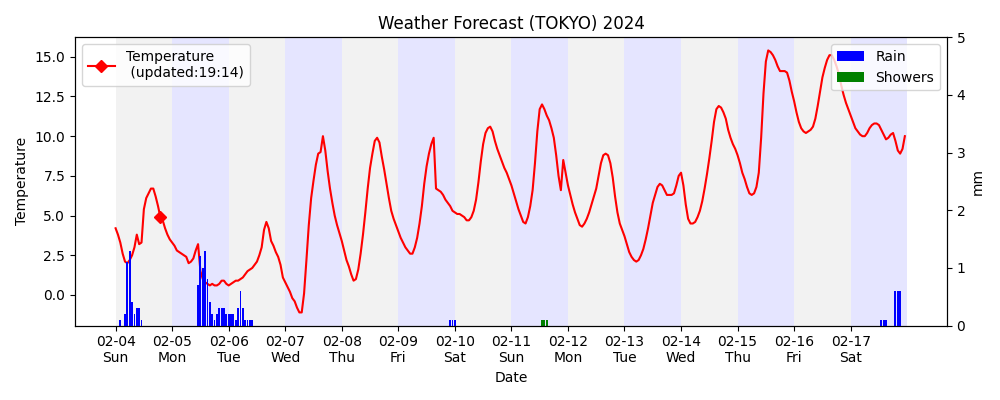 Weather Forecast (TOKYO) 2024
Temperature
(updated:19:14)
Rain
Showers
Temperature
15.0
12.5
10.0
7.5
5.0
2.5
0.0
5
4
3
2
1
0
mm
02-04 02-05 02-06 02-07 02-08 02-09 02-10 02-11 02-12 02-13 02-14 02-15 02-16 02-17
Sun Mon Tue Wed Thu Fri Sat Sun Mon Tue Wed Thu Fri Sat
Date